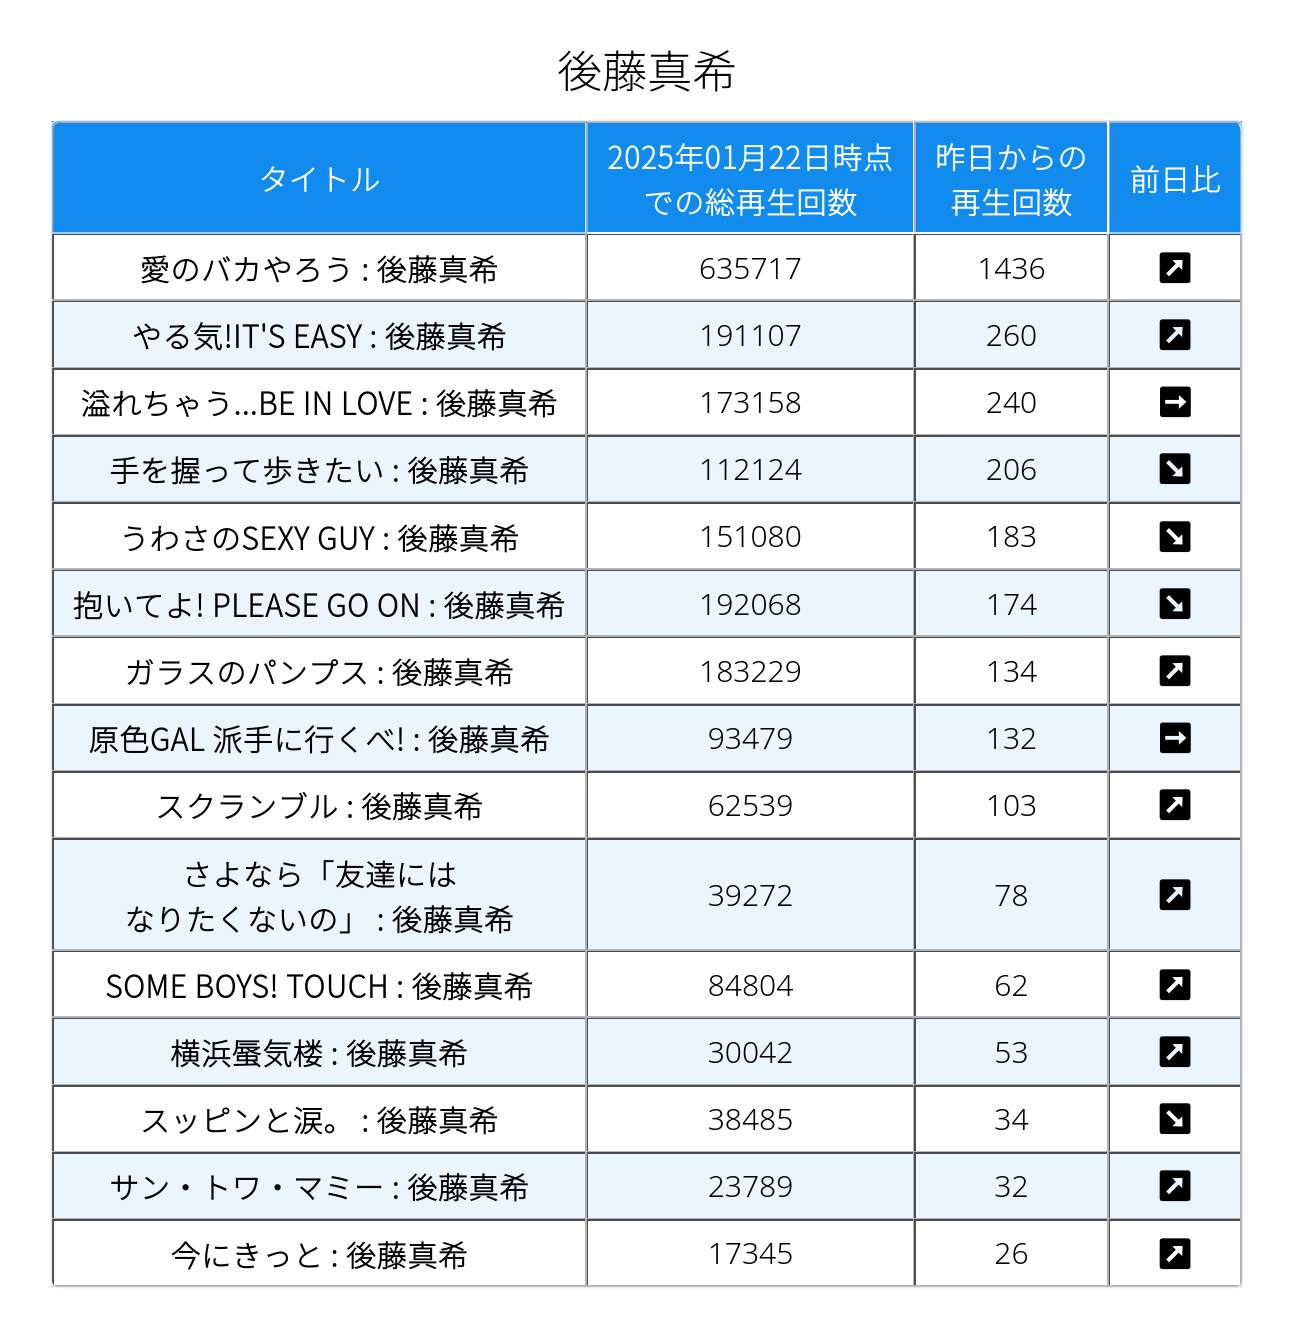 後藤真希
タイトル
2025年01月22日時点
での総再生回数
昨日からの
再生回数
前日比
愛のバカやろう : 後藤真希 635717 1436
やる気!IT'S EASY : 後藤真希 191107 260
溢れちゃう...BE IN LOVE : 後藤真希 173158 240
手を握って歩きたい : 後藤真希 112124 206
うわさのSEXY GUY : 後藤真希 151080 183
抱いてよ! PLEASE GO ON : 後藤真希 192068 174
ガラスのパンプス : 後藤真希 183229 134
原色GAL 派手に行くべ! : 後藤真希 93479 132
スクランブル : 後藤真希 62539 103
さよなら「友達には
なりたくないの」 : 後藤真希 39272 78
SOME BOYS! TOUCH : 後藤真希 84804 62
横浜蜃気楼 : 後藤真希 30042 53
スッピンと涙。 : 後藤真希 38485 34
サン・トワ・マミー : 後藤真希 23789 32
今にきっと : 後藤真希 17345 26